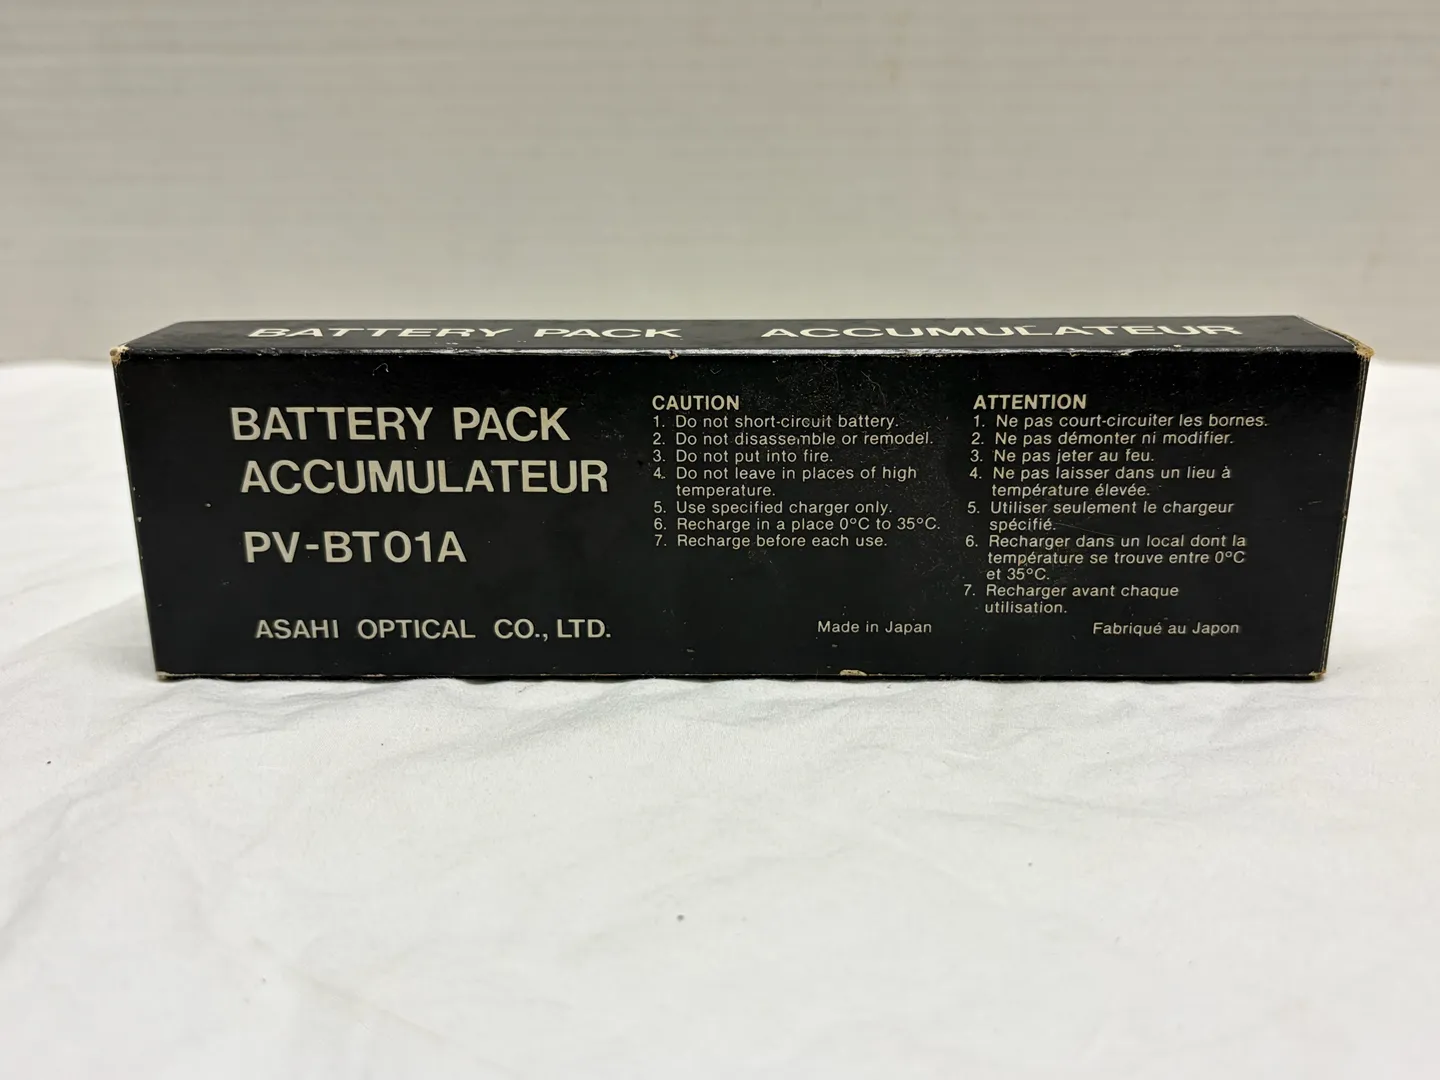 BATTERY PACK ACCUMULATEUR
BATTERY PACK
ACCUMULATEUR
PV-BT01A
ASAHI OPTICAL CO., LTD.
CAUTION
1. Do not short-circuit battery.
2. Do not disassemble or remodel.
3. Do not put into fire.
4. Do not leave in places of high
temperature.
5. Use specified charger only.
6. Recharge in a place 0°C to 35°C.
7. Recharge before each use.
Made in Japan
ATTENTION
1. Ne pas court-circuiter les bornes.
2. Ne pas démonter ni modifier.
3. Ne pas jeter au feu.
4. Ne pas laisser dans un lieu à
température élevée.
5. Utiliser seulement le chargeur
spécifié.
6. Recharger dans un local dont la
température se trouve entre 0°C
et 35°C.
7. Recharger avant chaque
utilisation.
Fabriqué au Japon